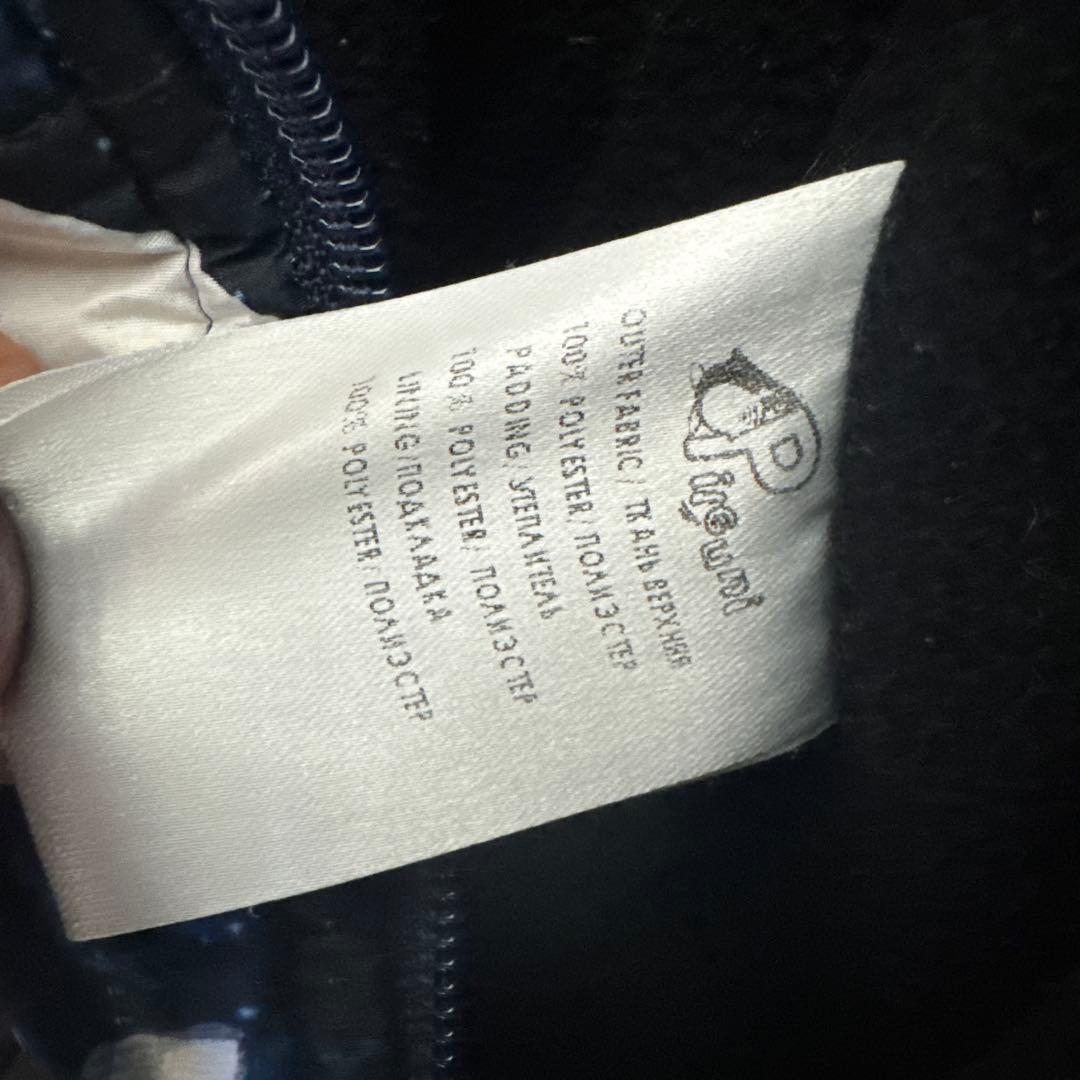 OUTER FABRIC / ТКАНЬ ВЕРХНЯЯ
100% POLYESTER / ПОЛИЭСТЕР
PADDING / УТЕПЛИТЕЛЬ
100% POLYESTER / ПОЛИЭСТЕР
LINING / ПОДКЛАДКА
100% POLYESTER / ПОЛИЭСТЕР